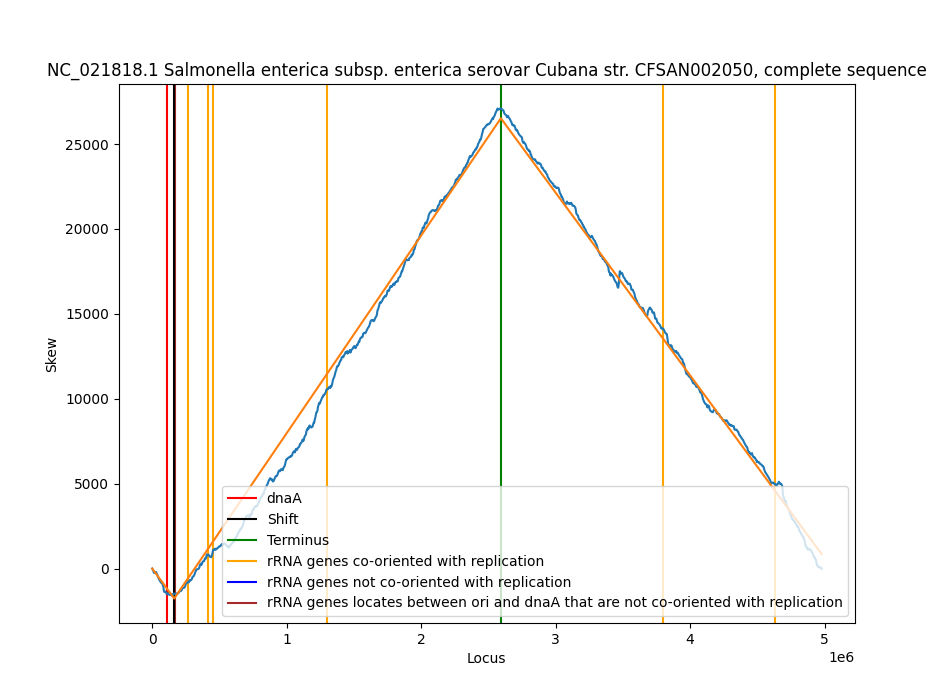 NC_021818.1 Salmonella enterica subsp. enterica serovar Cubana str. CFSAN002050, complete sequence
25000
20000
15000
10000
5000
0
Skew
dnaA
Shift
Terminus
rRNA genes co-oriented with replication
rRNA genes not co-oriented with replication
rRNA genes locates between ori and dnaA that are not co-oriented with replication
0 1 2 3 4 5
1e6
Locus